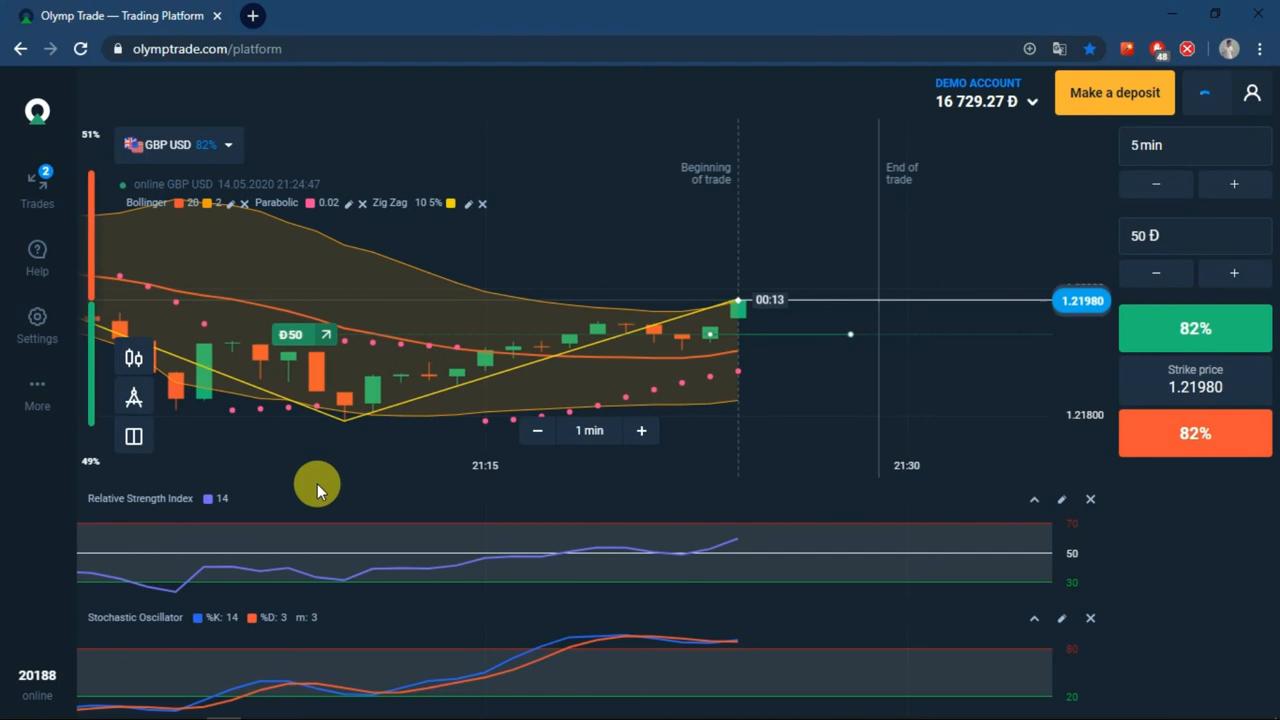 Olymp Trade — Trading Platform
olymptrade.com/platform
48
DEMO ACCOUNT
16 729.27 Đ
Make a deposit
51%
GBP USD 82%
Beginning of trade
End of trade
5 min
− +
online GBP USD 14.05.2020 21:24:47
Bollinger 20 2 Parabolic 0.02 Zig Zag 10 5%
2
Trades
50 Đ
− +
Help
00:13
1.21980
Settings
Đ50
82%
Strike price
1.21980
More
1.21800
− 1 min +
82%
49%
21:15
21:30
Relative Strength Index 14
70
50
30
Stochastic Oscillator %K: 14 %D: 3 m: 3
80
20
20188
online